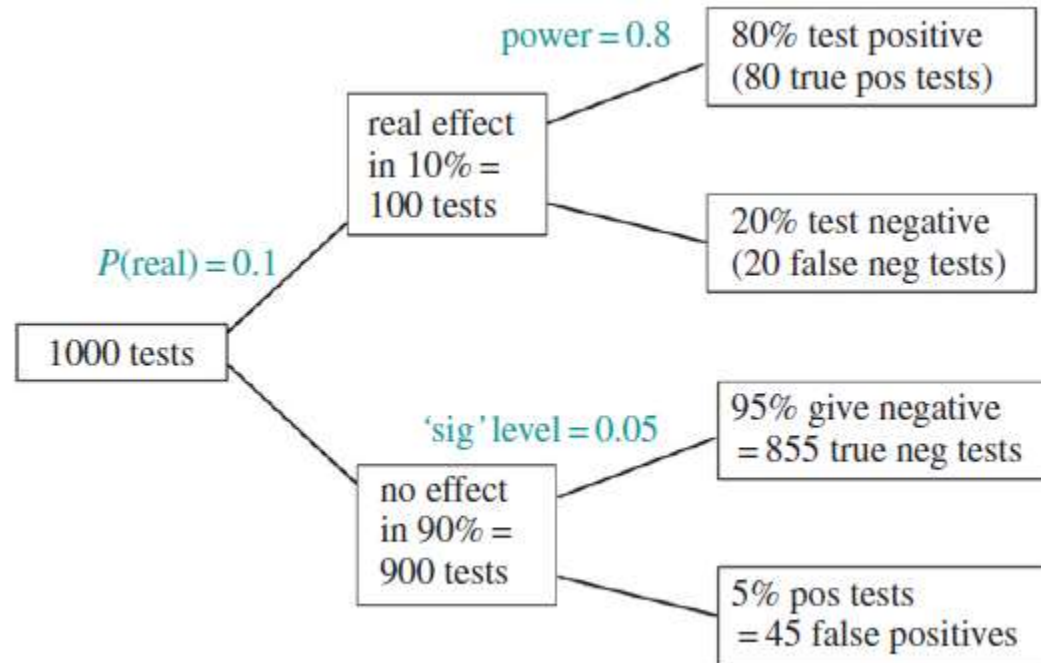 power = 0.8
80% test positive
(80 true pos tests)
real effect
in 10% =
100 tests
20% test negative
(20 false neg tests)
P(real) = 0.1
1000 tests
95% give negative
= 855 true neg tests
‘sig’ level = 0.05
no effect
in 90% =
900 tests
5% pos tests
= 45 false positives